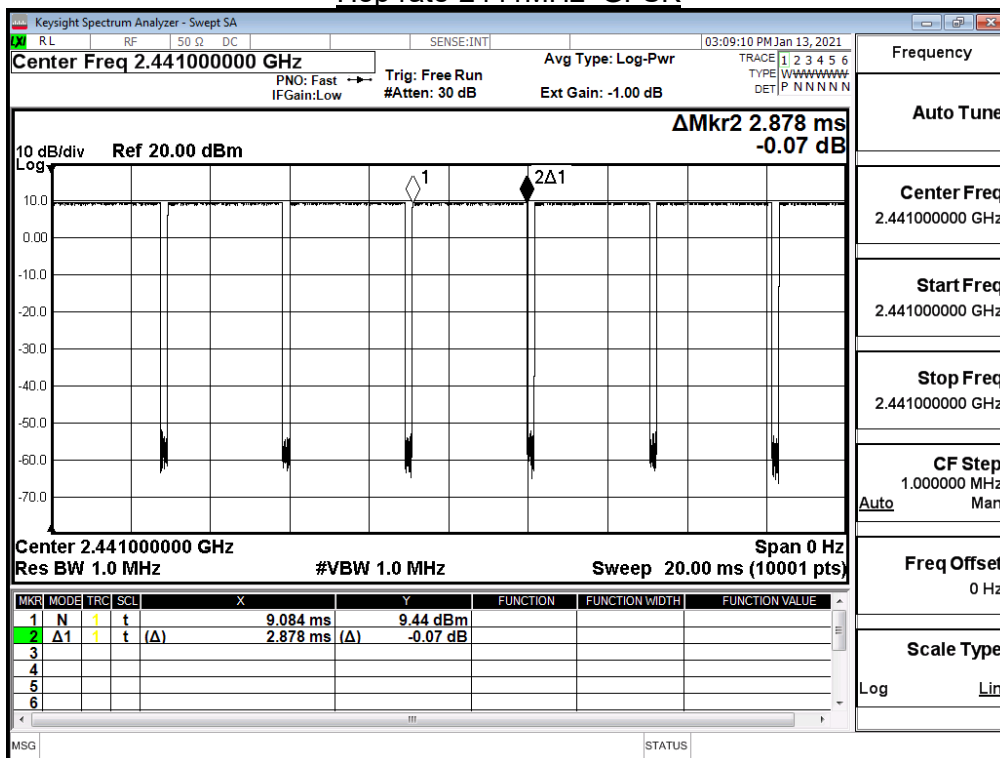 Hop rate 2441MHz- GFSK
Keysight Spectrum Analyzer - Swept SA
LXI RL RF 50 Ω DC SENSE:INT 03:09:10 PM Jan 13, 2021
Center Freq 2.441000000 GHz Avg Type: Log-Pwr TRACE 1 2 3 4 5 6
PNO: Fast Trig: Free Run TYPE WWWWWW
IFGain:Low #Atten: 30 dB Ext Gain: -1.00 dB DET P N N N N N
ΔMkr2 2.878 ms
10 dB/div Ref 20.00 dBm -0.07 dB
Log
1 2Δ1
10.0
0.00
-10.0
-20.0
-30.0
-40.0
-50.0
-60.0
-70.0
Center 2.441000000 GHz Span 0 Hz
Res BW 1.0 MHz #VBW 1.0 MHz Sweep 20.00 ms (10001 pts)
MKR MODE TRC SCL X Y FUNCTION FUNCTION WIDTH FUNCTION VALUE
1 N 1 t 9.084 ms 9.44 dBm
2 Δ1 1 t (Δ) 2.878 ms (Δ) -0.07 dB
3
4
5
6
MSG STATUS
Frequency
Auto Tune
Center Freq
2.441000000 GHz
Start Freq
2.441000000 GHz
Stop Freq
2.441000000 GHz
CF Step
1.000000 MHz
Auto Man
Freq Offset
0 Hz
Scale Type
Log Lin